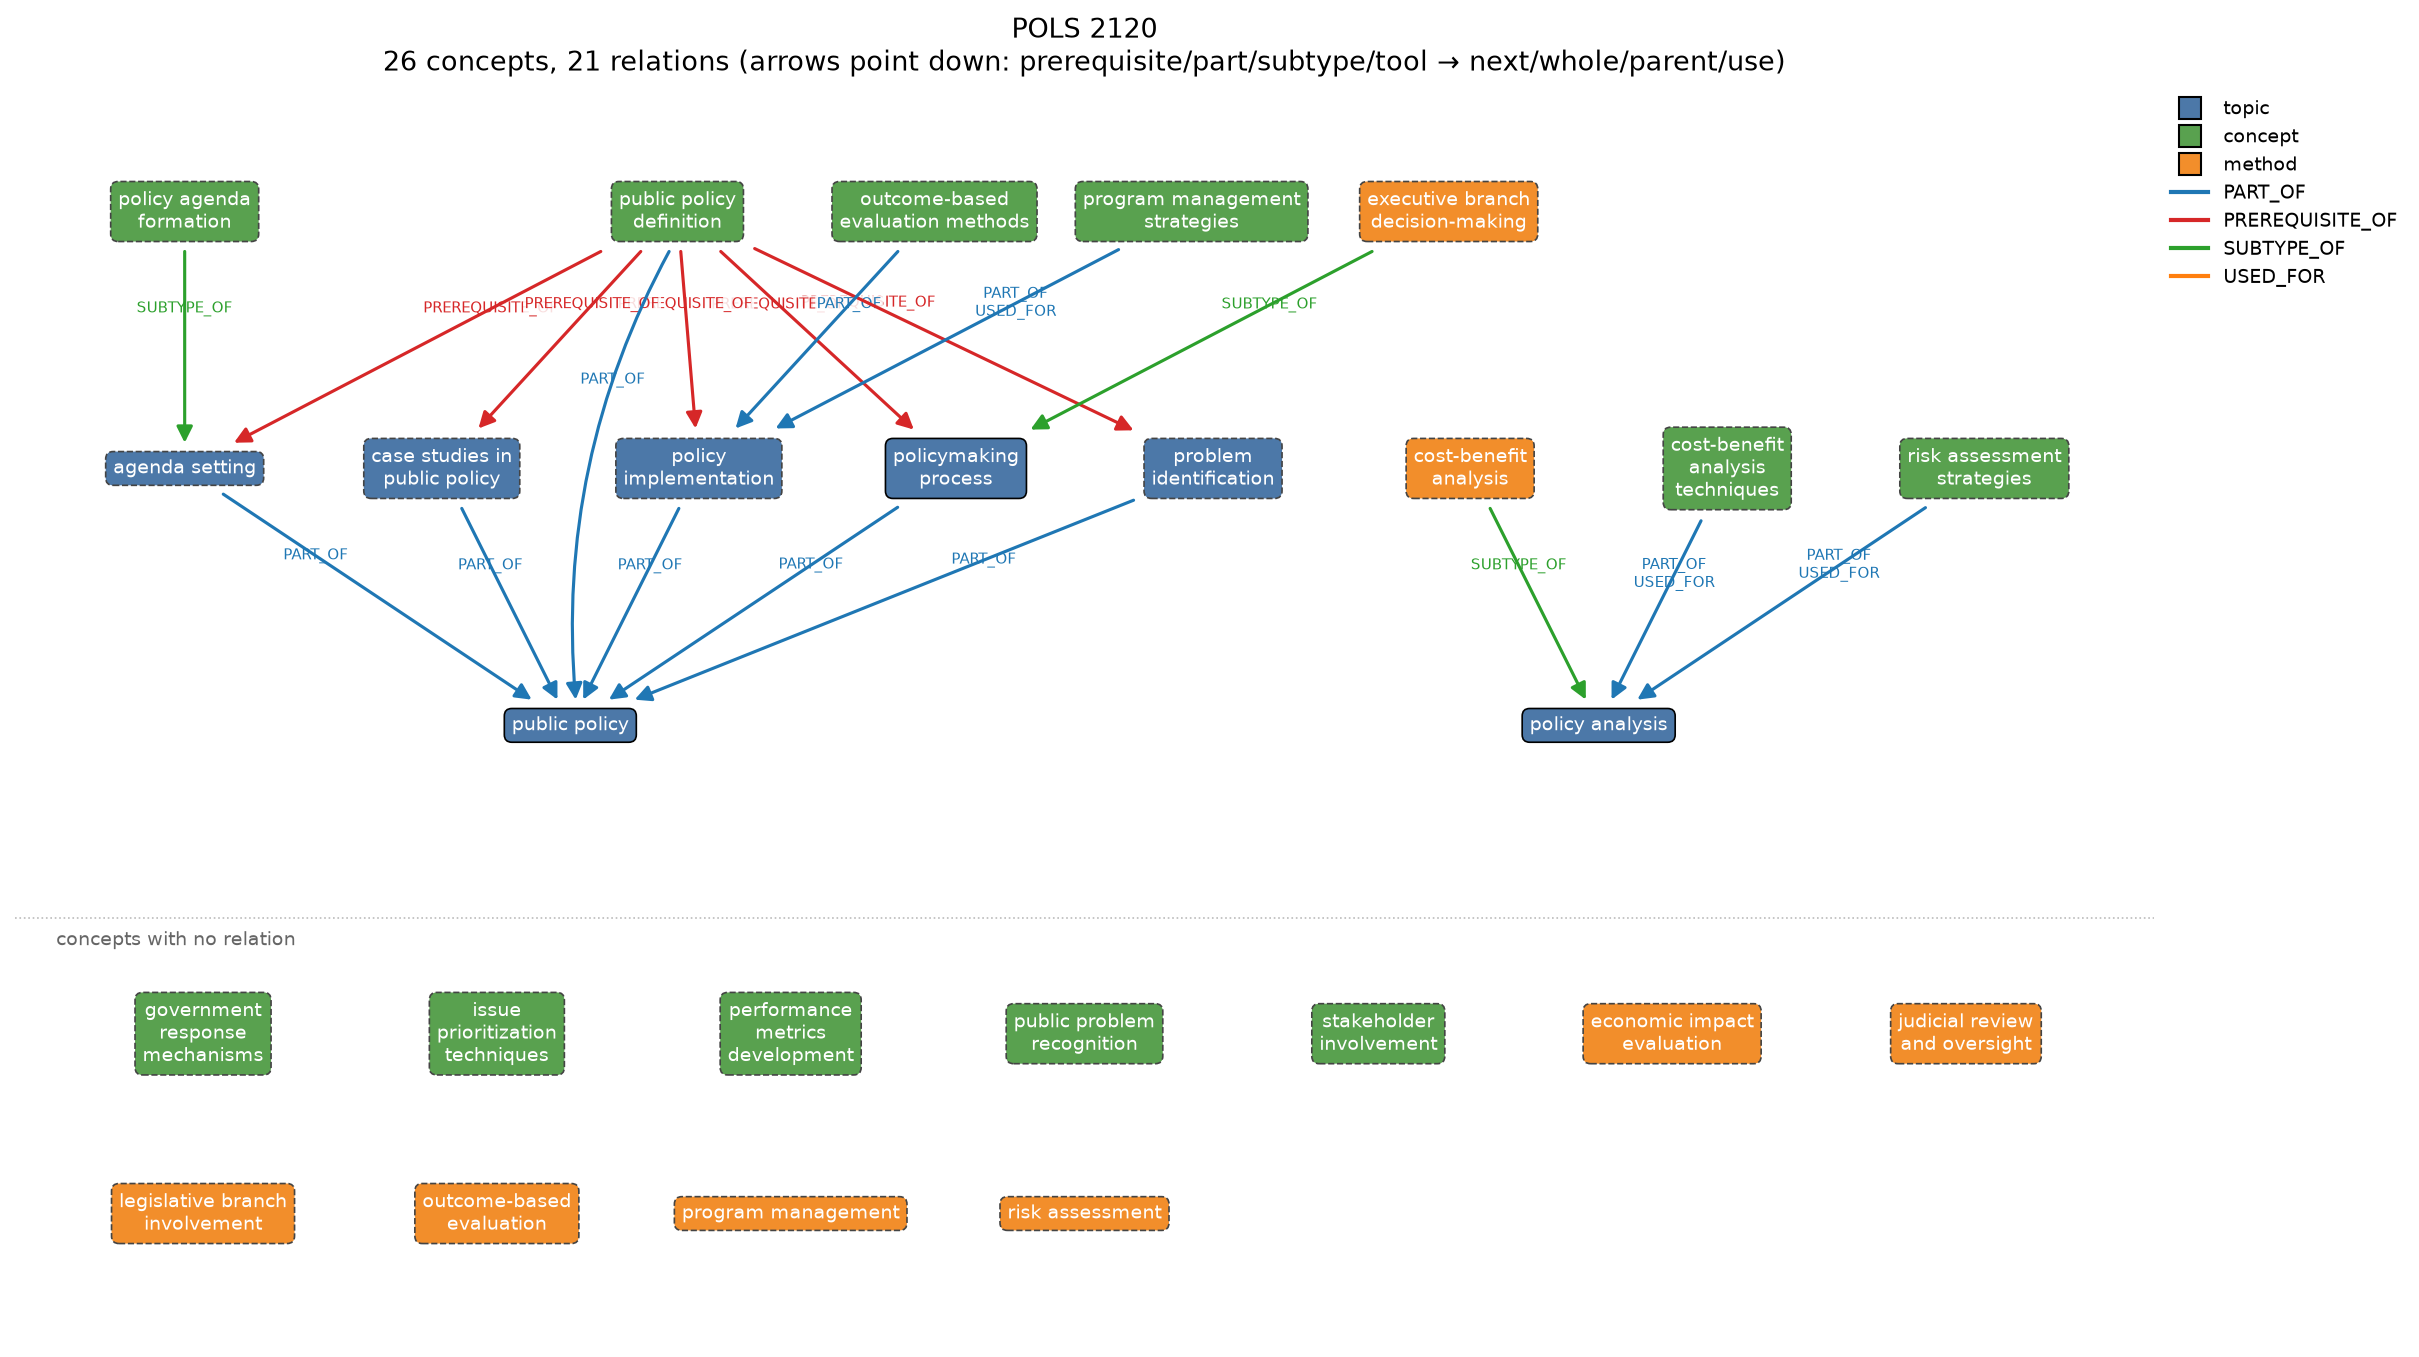 POLS 2120
26 concepts, 21 relations (arrows point down: prerequisite/part/subtype/tool → next/whole/parent/use)
topic
concept
method
PART_OF
PREREQUISITE_OF
SUBTYPE_OF
USED_FOR
policy agenda
formation
public policy
definition
outcome-based
evaluation methods
program management
strategies
executive branch
decision-making
SUBTYPE_OF
PREREQUISITE_OF
PART_OF
PART_OF
USED_FOR
SUBTYPE_OF
PART_OF
agenda setting
case studies in
public policy
policy
implementation
policymaking
process
problem
identification
cost-benefit
analysis
cost-benefit
analysis
techniques
risk assessment
strategies
PART_OF
PART_OF
PART_OF
PART_OF
PART_OF
SUBTYPE_OF
PART_OF
USED_FOR
PART_OF
USED_FOR
public policy
policy analysis
concepts with no relation
government
response
mechanisms
issue
prioritization
techniques
performance
metrics
development
public problem
recognition
stakeholder
involvement
economic impact
evaluation
judicial review
and oversight
legislative branch
involvement
outcome-based
evaluation
program management
risk assessment